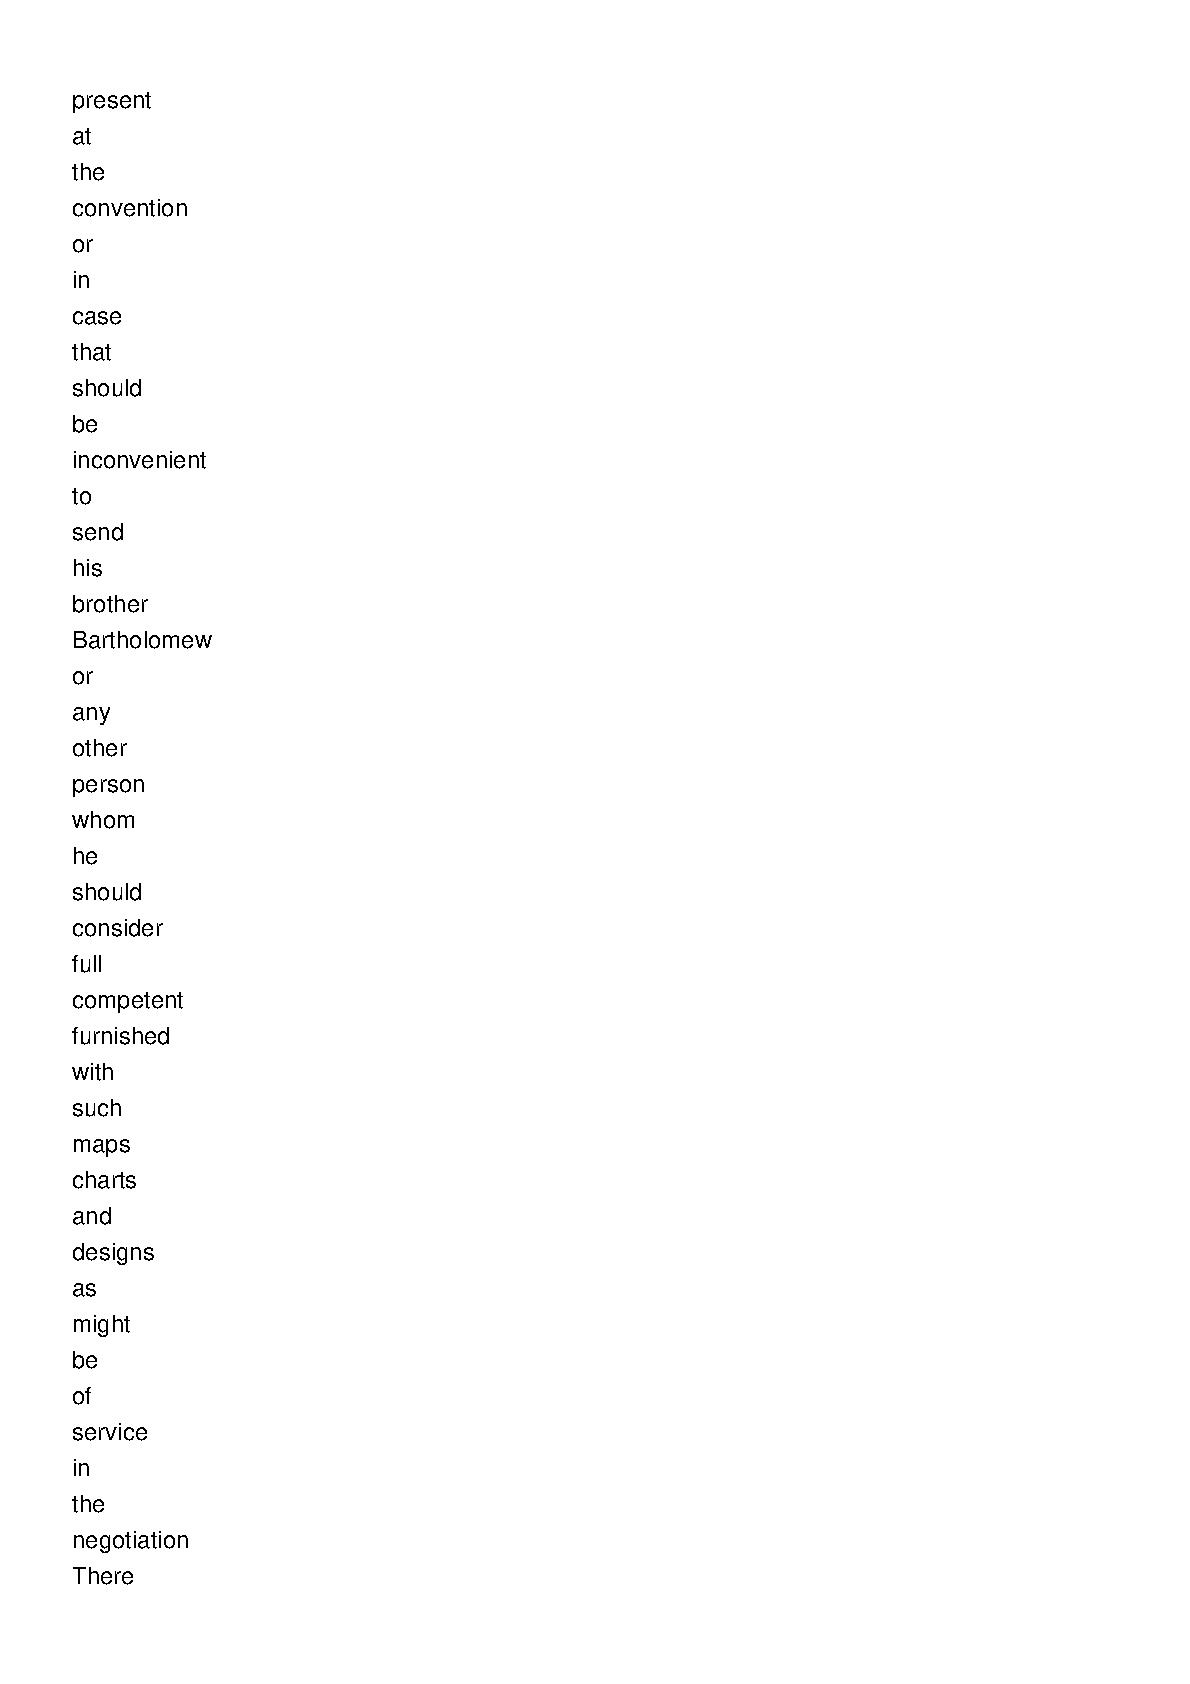 present
at
the
convention
or
in
case
that
should
be
inconvenient
to
send
his
brother
Bartholomew
or
any
other
person
whom
he
should
consider
full
competent
furnished
with
such
maps
charts
and
designs
as
might
be
of
service
in
the
negotiation
There